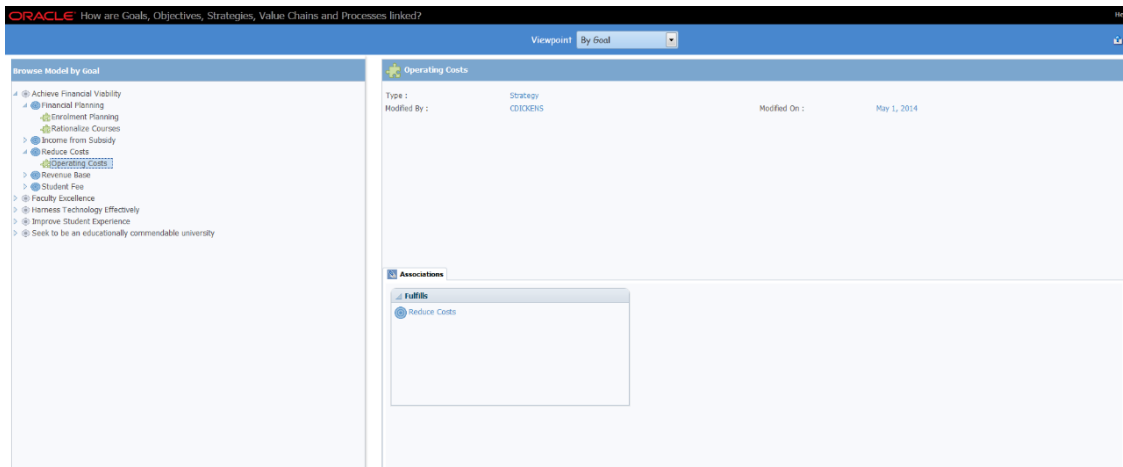 ORACLE How are Goals, Objectives, Strategies, Value Chains and Processes linked?
Viewpoint By Goal
Browse Model by Goal
Achieve Financial Viability
Financial Planning
Enrolment Planning
Rationalize Courses
Income from Subsidy
Reduce Costs
Operating Costs
Revenue Base
Student Fee
Faculty Excellence
Harness Technology Effectively
Improve Student Experience
Seek to be an educationally commendable university
Operating Costs
Type : Strategy
Modified By : CDICKENS Modified On : May 1, 2014
Associations
Fulfills
Reduce Costs